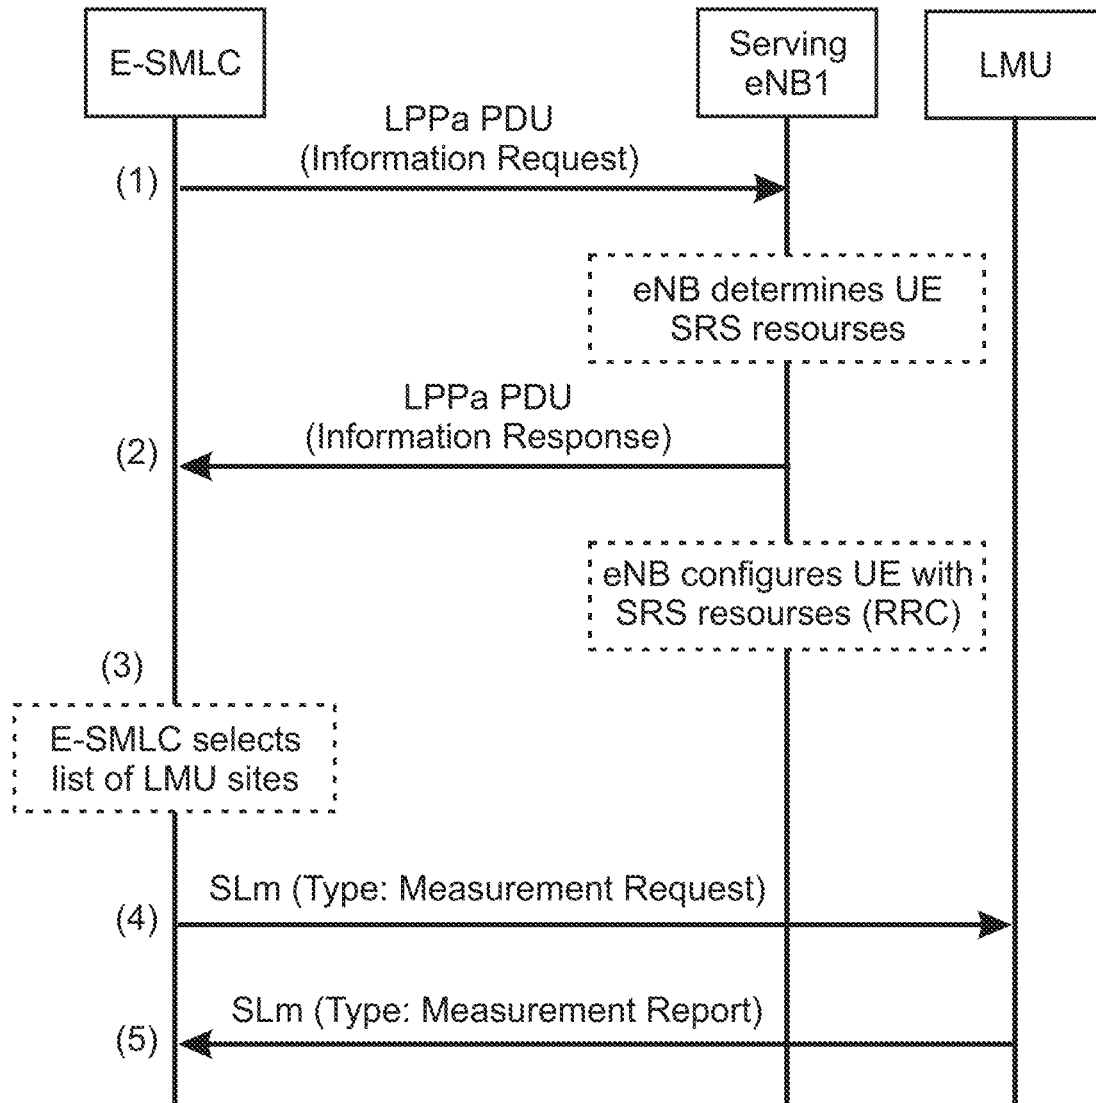 E-SMLC
Serving
eNB1
LMU
LPPa PDU
(Information Request)
(1)
eNB determines UE
SRS resourses
LPPa PDU
(Information Response)
(2)
eNB configures UE with
SRS resourses (RRC)
(3)
E-SMLC selects
list of LMU sites
SLm (Type: Measurement Request)
(4)
SLm (Type: Measurement Report)
(5)